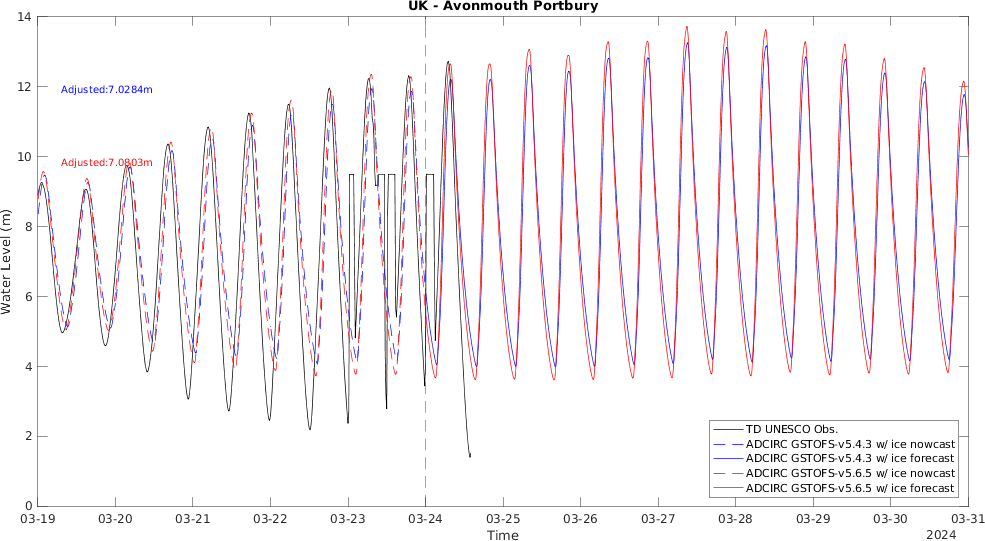 UK - Avonmouth Portbury
14
12
10
8
6
4
2
0
Water Level (m)
Adjusted:7.0284m
Adjusted:7.0803m
TD UNESCO Obs.
ADCIRC GSTOFS-v5.4.3 w/ ice nowcast
ADCIRC GSTOFS-v5.4.3 w/ ice forecast
ADCIRC GSTOFS-v5.6.5 w/ ice nowcast
ADCIRC GSTOFS-v5.6.5 w/ ice forecast
03-19 03-20 03-21 03-22 03-23 03-24 03-25 03-26 03-27 03-28 03-29 03-30 03-31
Time
2024